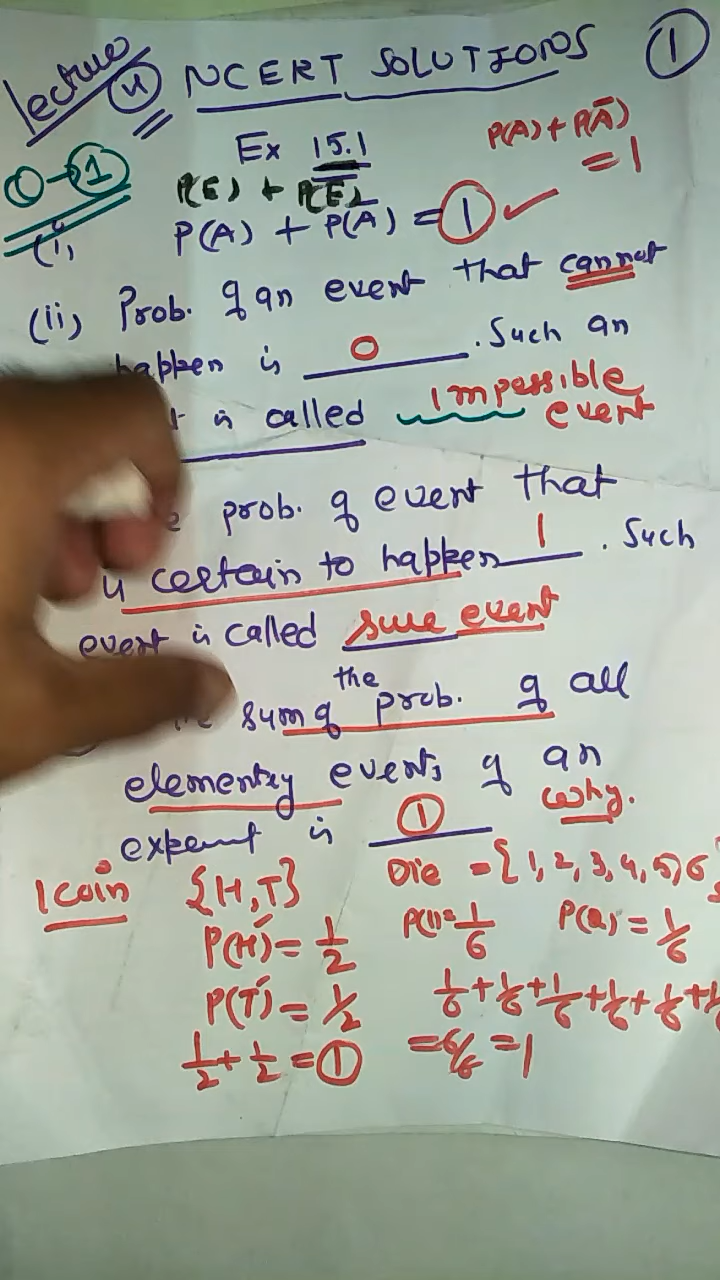 Lecture 4 NCERT SOLUTIONS 1
Ex 15.1
P(A) + P(Ā) = 1
Q→1
P(E) + P(Ē)
(i) P(A) + P(Ā) = 1 ✓
(ii) Prob. of an event that cannot
happen is 0. Such an
is called Impossible event
prob. of event that
is certain to happen 1. Such
event is called sure event
sum of the prob. of all
elementry events of an
is 1 why.
1 coin {H,T}
Die = {1, 2, 3, 4, 5, 6
P(H) = 1/2
P(1) = 1/6 P(2) = 1/6
P(T) = 1/2
1/6 + 1/6 + 1/6 + 1/6 + 1/6 +
1/2 + 1/2 = 1
= 6/6 = 1